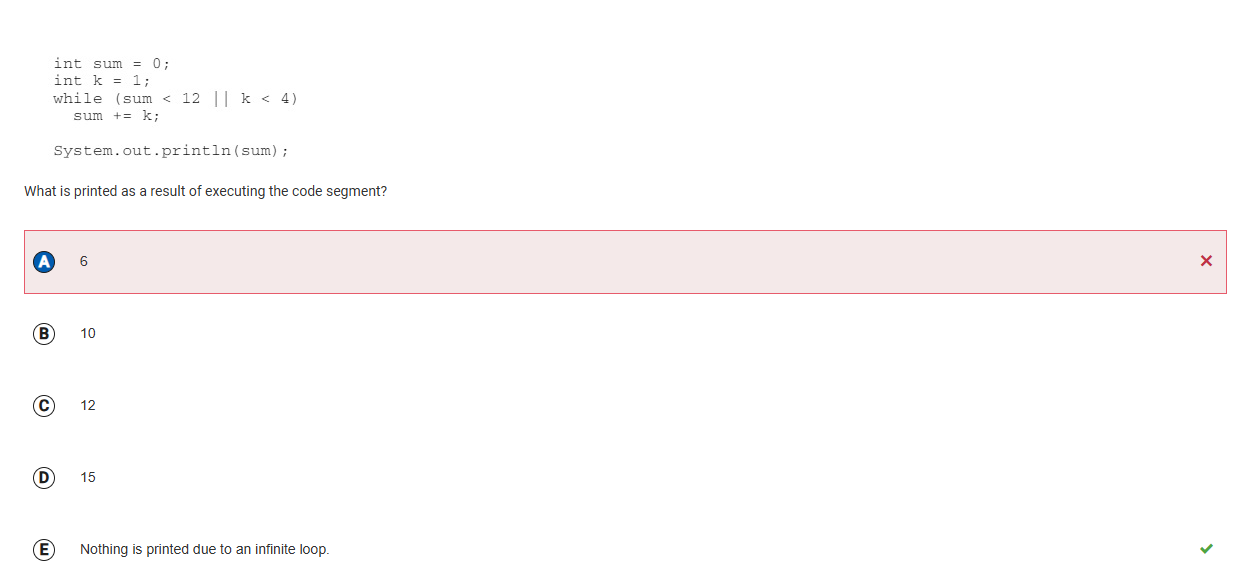 int sum = 0;
int k = 1;
while (sum < 12 || k < 4)
  sum += k;
System.out.println(sum);
What is printed as a result of executing the code segment?
A 6
B 10
C 12
D 15
E Nothing is printed due to an infinite loop.